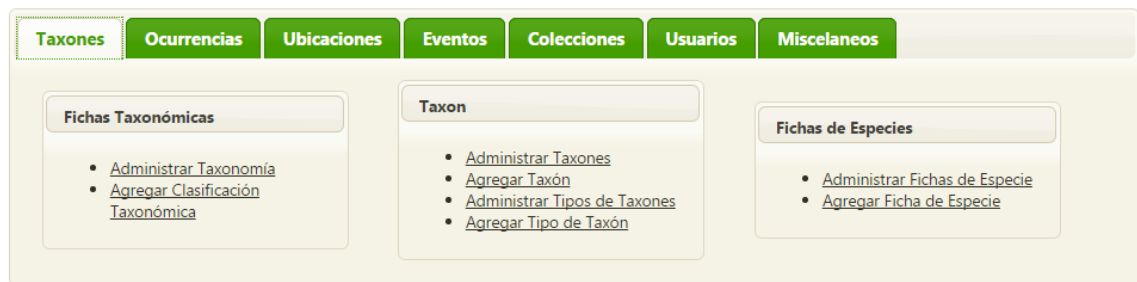 Taxones Ocurrencias Ubicaciones Eventos Colecciones Usuarios Miscelaneos
Fichas Taxonómicas
Administrar Taxonomía
Agregar Clasificación
Taxonómica
Taxon
Administrar Taxones
Agregar Taxón
Administrar Tipos de Taxones
Agregar Tipo de Taxón
Fichas de Especies
Administrar Fichas de Especie
Agregar Ficha de Especie